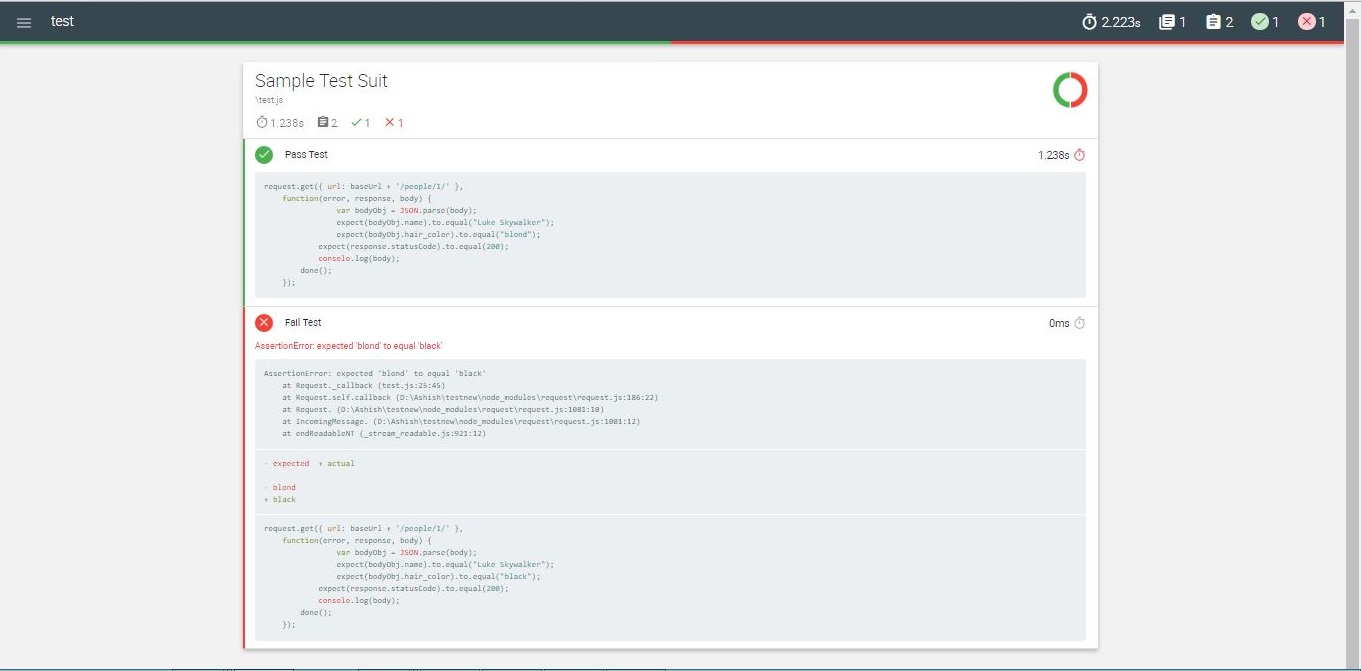 test
2.223s 1 2 1 1
Sample Test Suit
\test.js
1.238s 2 1 1
Pass Test 1.238s
request.get({ url: baseUrl + '/people/1/' },
function(error, response, body) {
var bodyObj = JSON.parse(body);
expect(bodyObj.name).to.equal("Luke Skywalker");
expect(bodyObj.hair_color).to.equal("blond");
expect(response.statusCode).to.equal(200);
console.log(body);
done();
});
Fail Test 0ms
AssertionError: expected 'blond' to equal 'black'
AssertionError: expected 'blond' to equal 'black'
at Request._callback (test.js:25:45)
at Request.self.callback (D:\Ashish\testnew\node_modules\request\request.js:186:22)
at Request. (D:\Ashish\testnew\node_modules\request\request.js:1081:10)
at IncomingMessage. (D:\Ashish\testnew\node_modules\request\request.js:1001:12)
at endReadableNT (_stream_readable.js:921:12)
- expected + actual
- blond
+ black
request.get({ url: baseUrl + '/people/1/' },
function(error, response, body) {
var bodyObj = JSON.parse(body);
expect(bodyObj.name).to.equal("Luke Skywalker");
expect(bodyObj.hair_color).to.equal("black");
expect(response.statusCode).to.equal(200);
console.log(body);
done();
});